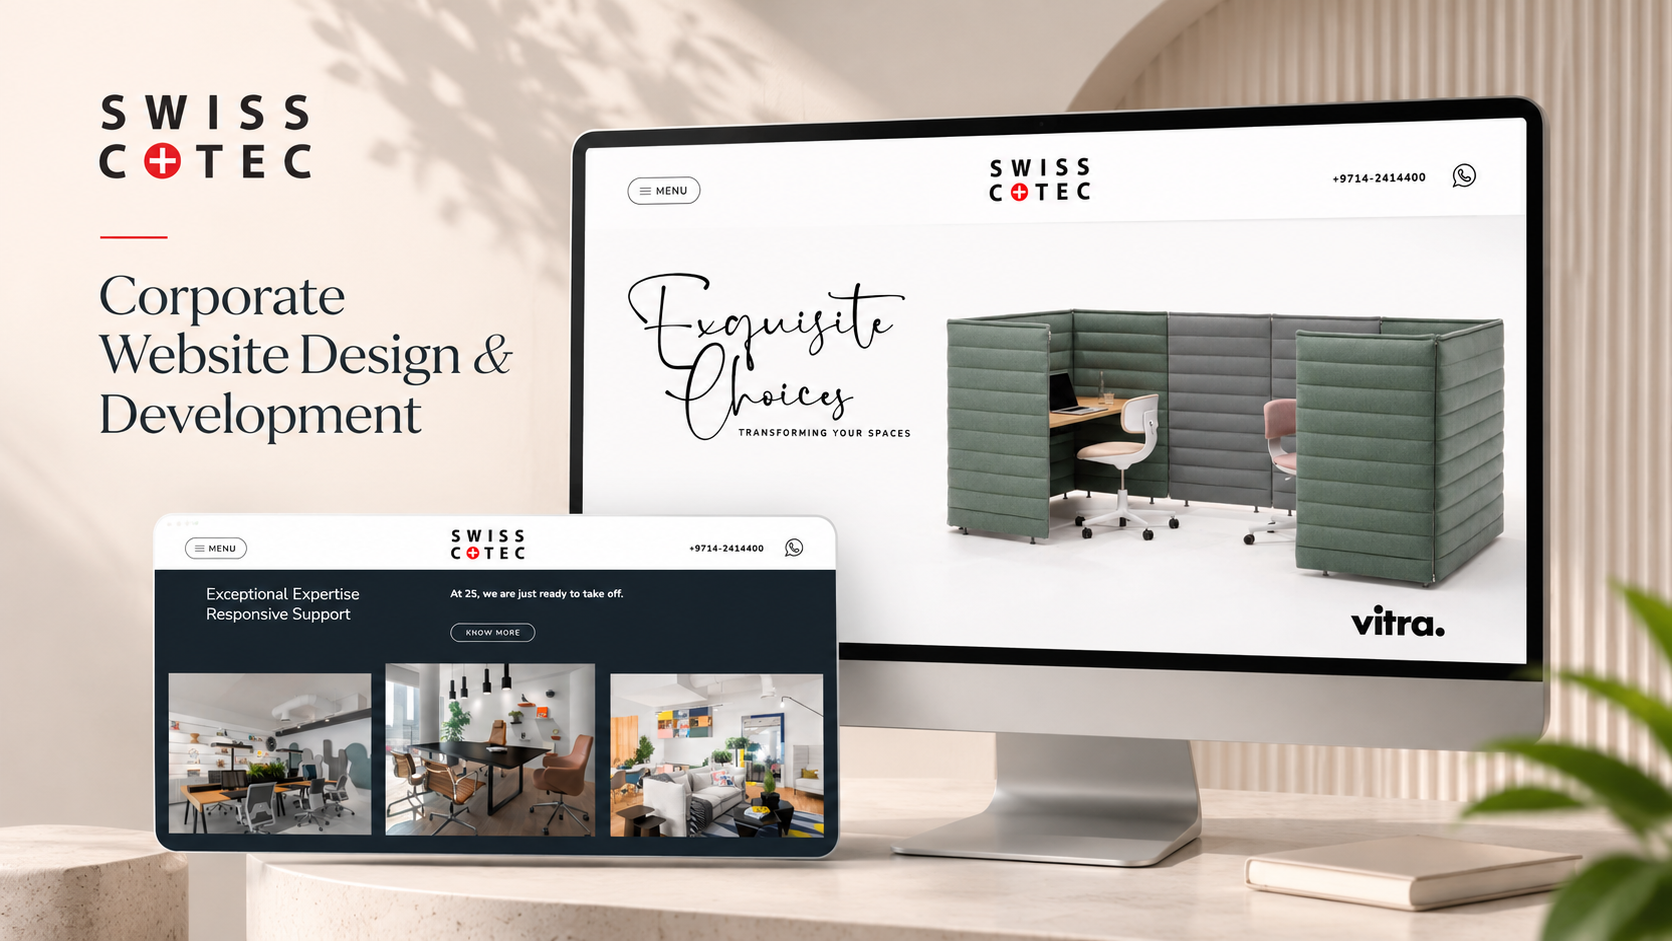 SWISS
C+TEC
Corporate
Website Design &
Development
MENU
SWISS
C+TEC
+9714-2414400
Exquisite
Choices
TRANSFORMING YOUR SPACES
vitra.
MENU
SWISS
C+TEC
+9714-2414400
Exceptional Expertise
Responsive Support
At 25, we are just ready to take off.
KNOW MORE